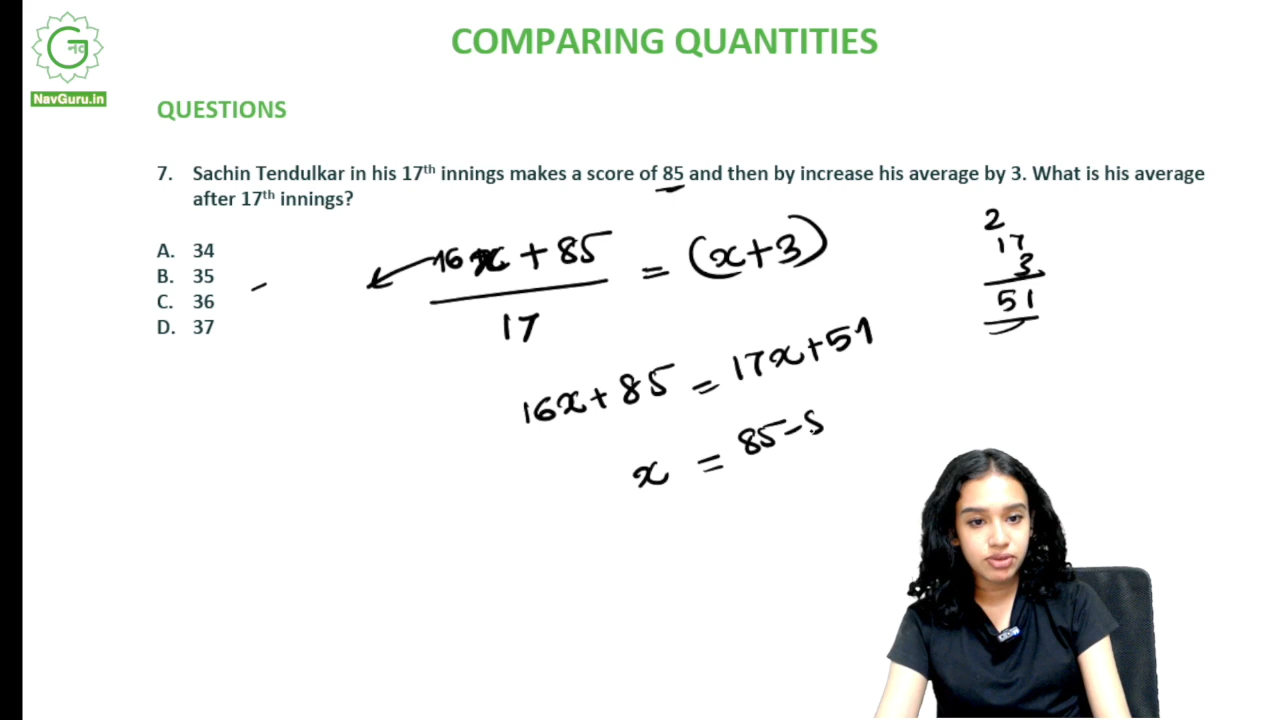 नव
NavGuru.in
COMPARING QUANTITIES
QUESTIONS
7. Sachin Tendulkar in his 17th innings makes a score of 85 and then by increase his average by 3. What is his average
after 17th innings?
A. 34
B. 35
C. 36
D. 37
16x + 85 = (x+3)
17
2
17
3
51
16x + 85 = 17x + 51
x = 85 - 5